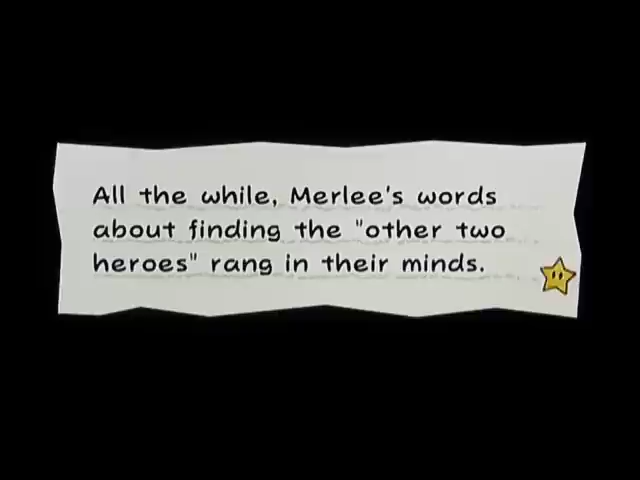 All the while, Merlee's words
about finding the "other two
heroes" rang in their minds.